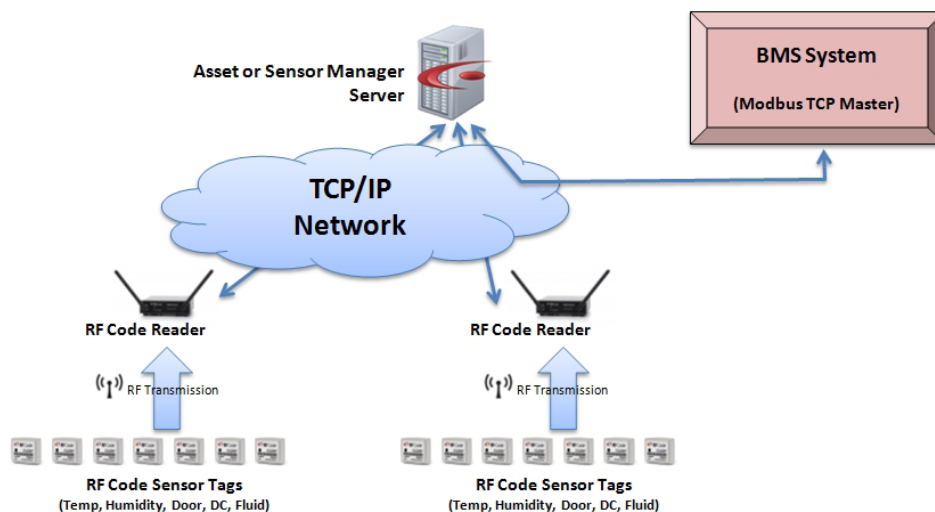 Asset or Sensor Manager
Server
BMS System
(Modbus TCP Master)
TCP/IP
Network
RF Code Reader
RF Code Reader
RF Transmission
RF Transmission
RF Code Sensor Tags
(Temp, Humidity, Door, DC, Fluid)
RF Code Sensor Tags
(Temp, Humidity, Door, DC, Fluid)